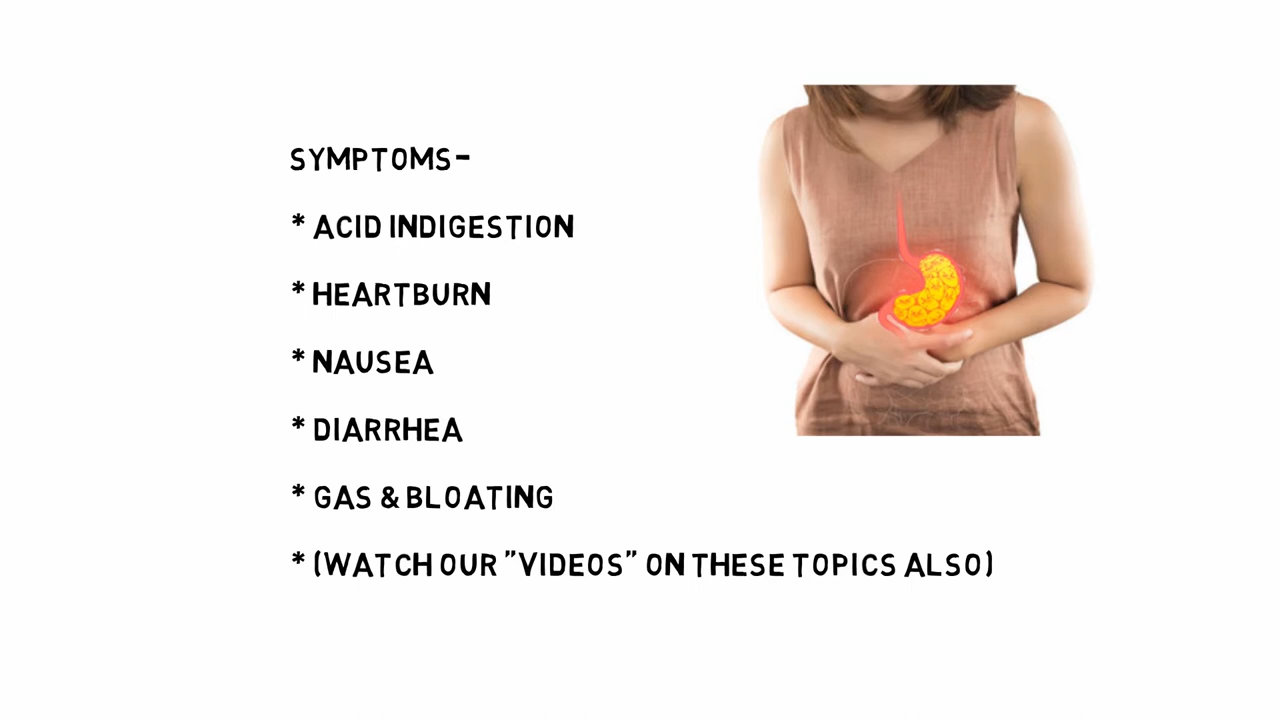 SYMPTOMS-
* ACID INDIGESTION
* HEARTBURN
* NAUSEA
* DIARRHEA
* GAS & BLOATING
* (WATCH OUR "VIDEOS" ON THESE TOPICS ALSO)